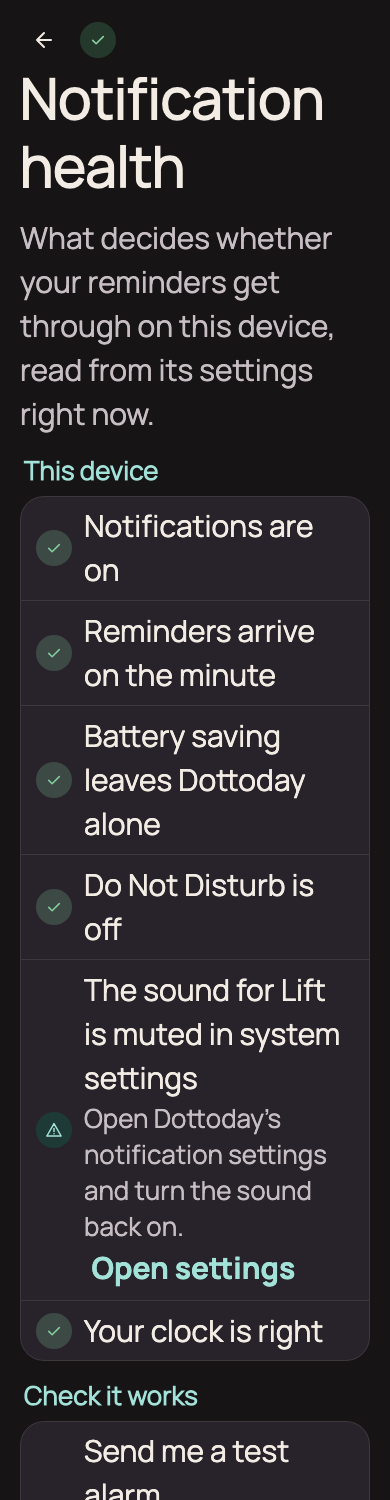 Notification
health
What decides whether
your reminders get
through on this device,
read from its settings
right now.
This device
Notifications are
on
Reminders arrive
on the minute
Battery saving
leaves Dottoday
alone
Do Not Disturb is
off
The sound for Lift
is muted in system
settings
Open Dottoday’s
notification settings
and turn the sound
back on.
Open settings
Your clock is right
Check it works
Send me a test
alarm